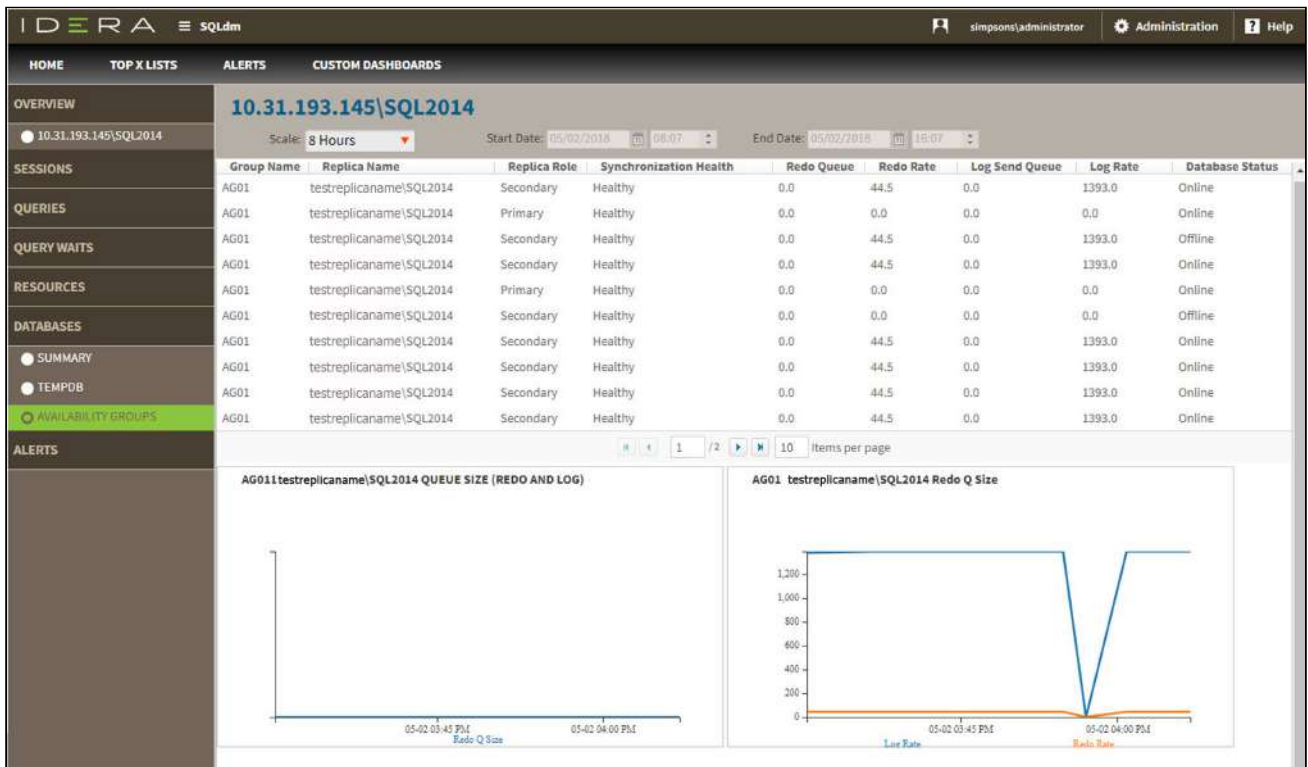 IDERA ≡ SQLdm simpsons\administrator Administration ? Help
HOME TOP X LISTS ALERTS CUSTOM DASHBOARDS
OVERVIEW
10.31.193.145\SQL2014
SESSIONS
QUERIES
QUERY WAITS
RESOURCES
DATABASES
SUMMARY
TEMPDB
AVAILABILITY GROUPS
ALERTS
10.31.193.145\SQL2014
Scale: 8 Hours Start Date: 05/02/2018 08:07 End Date: 05/02/2018 16:07
Group Name Replica Name Replica Role Synchronization Health Redo Queue Redo Rate Log Send Queue Log Rate Database Status
AG01 testreplicaname\SQL2014 Secondary Healthy 0.0 44.5 0.0 1393.0 Online
AG01 testreplicaname\SQL2014 Primary Healthy 0.0 0.0 0.0 0.0 Online
AG01 testreplicaname\SQL2014 Secondary Healthy 0.0 44.5 0.0 1393.0 Offline
AG01 testreplicaname\SQL2014 Secondary Healthy 0.0 44.5 0.0 1393.0 Online
AG01 testreplicaname\SQL2014 Primary Healthy 0.0 0.0 0.0 0.0 Online
AG01 testreplicaname\SQL2014 Secondary Healthy 0.0 0.0 0.0 0.0 Offline
AG01 testreplicaname\SQL2014 Secondary Healthy 0.0 44.5 0.0 1393.0 Online
AG01 testreplicaname\SQL2014 Secondary Healthy 0.0 44.5 0.0 1393.0 Online
AG01 testreplicaname\SQL2014 Secondary Healthy 0.0 44.5 0.0 1393.0 Online
AG01 testreplicaname\SQL2014 Secondary Healthy 0.0 44.5 0.0 1393.0 Online
1 /2 10 Items per page
AG011testreplicaname\SQL2014 QUEUE SIZE (REDO AND LOG)
05-02 03:45 PM 05-02 04:00 PM
Redo Q Size
AG01 testreplicaname\SQL2014 Redo Q Size
1,200
1,000
800
600
400
200
0
05-02 03:45 PM 05-02 04:00 PM
Log Rate Redo Rate